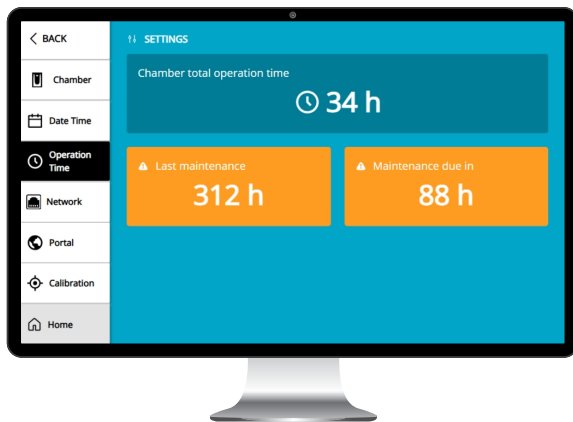 BACK
SETTINGS
Chamber
Date Time
Operation
Time
Network
Portal
Calibration
Home
Chamber total operation time
34 h
Last maintenance
312 h
Maintenance due in
88 h